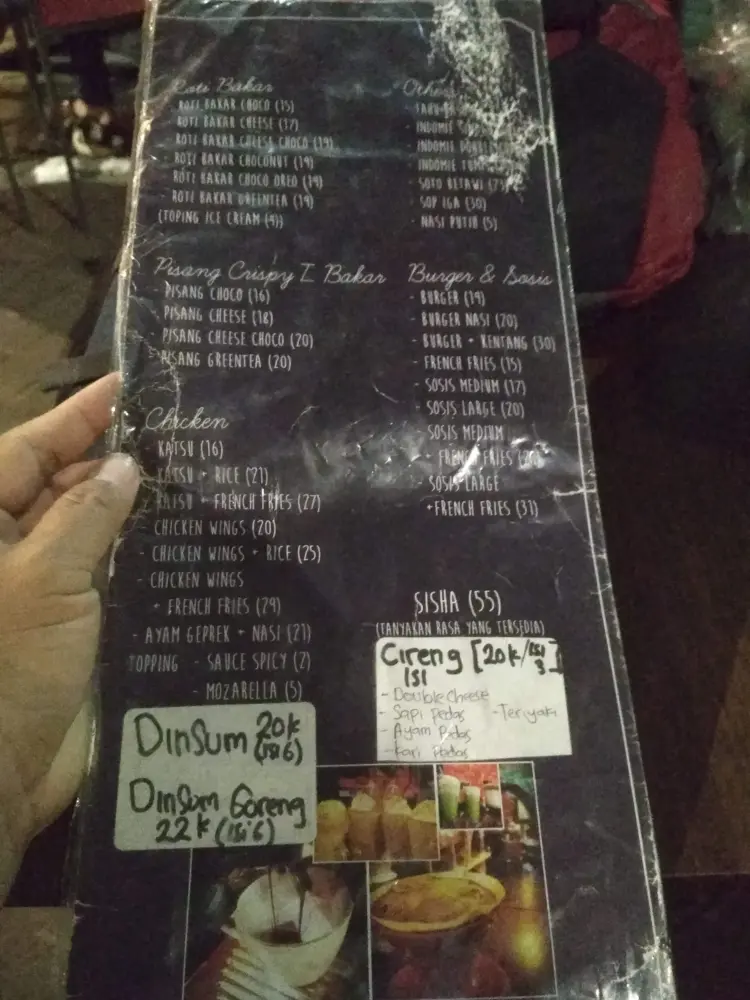 Roti Bakar
- ROTI BAKAR CHOCO (15)
- ROTI BAKAR CHEESE (17)
- ROTI BAKAR CHEESE CHOCO (19)
- ROTI BAKAR CHOCONUT (19)
- ROTI BAKAR CHOCO OREO (19)
- ROTI BAKAR GREENTEA (19)
(TOPING ICE CREAM (4))
Pisang Crispy I Bakar
- PISANG CHOCO (16)
- PISANG CHEESE (18)
- PISANG CHEESE CHOCO (20)
- PISANG GREENTEA (20)
Chicken
KATSU (16)
KATSU + RICE (21)
KATSU + FRENCH FRIES (27)
- CHICKEN WINGS (20)
- CHICKEN WINGS + RICE (25)
- CHICKEN WINGS
+ FRENCH FRIES (29)
- AYAM GEPREK + NASI (21)
TOPPING - SAUCE SPICY (2)
- MOZARELLA (5)
DINSUM 20K
(ISI 6)
DINSUM GORENG
22K (ISI 6)
- INDOMIE
- INDOMIE
INDOMIE
- SOTO BETAWI
- SOP IGA (30)
- NASI PUTIH (5)
Burger & Sosis
- BURGER (19)
- BURGER NASI (20)
- BURGER + KENTANG (30)
- FRENCH FRIES (15)
- SOSIS MEDIUM (17)
- SOSIS LARGE (20)
SOSIS MEDIUM
- FRENCH FRIES
- SOSIS LARGE
+FRENCH FRIES (31)
SISHA (55)
(TANYAKAN RASA YANG TERSEDIA)
Cireng [20K/ISI 3]
ISI
- Double Cheese
- Sapi Pedas - Teriyaki
- Ayam Pedas
- Kari Pedas